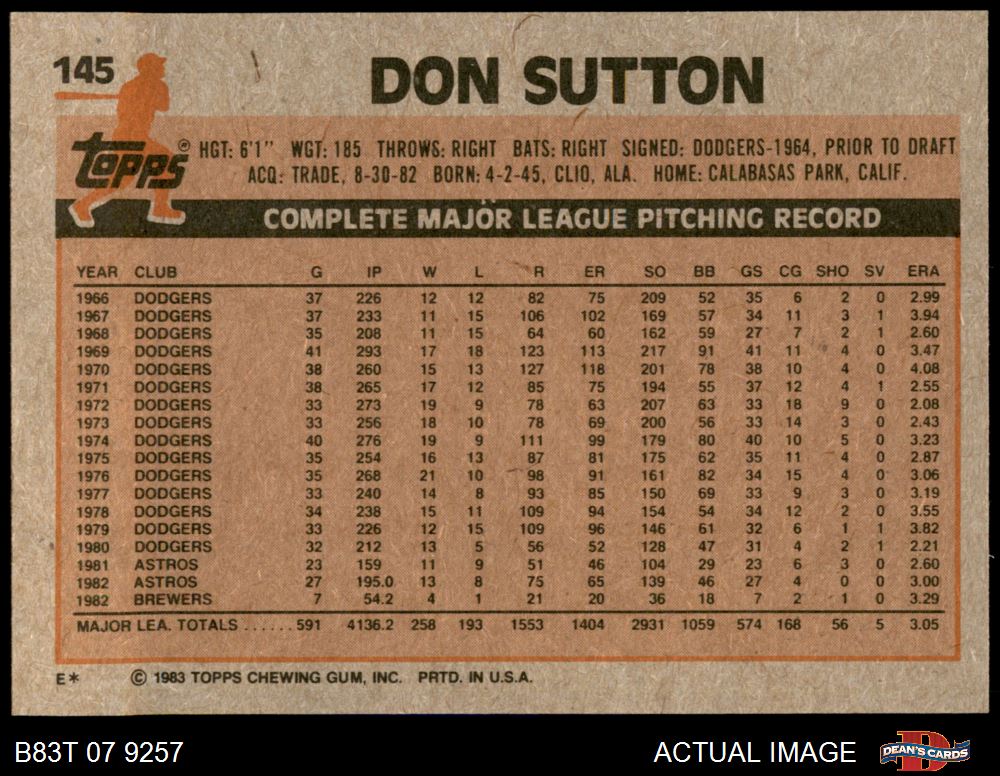 145
DON SUTTON
Topps®
HGT: 6'1" WGT: 185 THROWS: RIGHT BATS: RIGHT SIGNED: DODGERS-1964, PRIOR TO DRAFT
ACQ: TRADE, 8-30-82 BORN: 4-2-45, CLIO, ALA. HOME: CALABASAS PARK, CALIF.
COMPLETE MAJOR LEAGUE PITCHING RECORD
YEAR CLUB G IP W L R ER SO BB GS CG SHO SV ERA
1966 DODGERS 37 226 12 12 82 75 209 52 35 6 2 0 2.99
1967 DODGERS 37 233 11 15 106 102 169 57 34 11 3 1 3.94
1968 DODGERS 35 208 11 15 64 60 162 59 27 7 2 1 2.60
1969 DODGERS 41 293 17 18 123 113 217 91 41 11 4 0 3.47
1970 DODGERS 38 260 15 13 127 118 201 78 38 10 4 0 4.08
1971 DODGERS 38 265 17 12 85 75 194 55 37 12 4 1 2.55
1972 DODGERS 33 273 19 9 78 63 207 63 33 18 9 0 2.08
1973 DODGERS 33 256 18 10 78 69 200 56 33 14 3 0 2.43
1974 DODGERS 40 276 19 9 111 99 179 80 40 10 5 0 3.23
1975 DODGERS 35 254 16 13 87 81 175 62 35 11 4 0 2.87
1976 DODGERS 35 268 21 10 98 91 161 82 34 15 4 0 3.06
1977 DODGERS 33 240 14 8 93 85 150 69 33 9 3 0 3.19
1978 DODGERS 34 238 15 11 109 94 154 54 34 12 2 0 3.55
1979 DODGERS 33 226 12 15 109 96 146 61 32 6 1 1 3.82
1980 DODGERS 32 212 13 5 56 52 128 47 31 4 2 1 2.21
1981 ASTROS 23 159 11 9 51 46 104 29 23 6 3 0 2.60
1982 ASTROS 27 195.0 13 8 75 65 139 46 27 4 0 0 3.00
1982 BREWERS 7 54.2 4 1 21 20 36 18 7 2 1 0 3.29
MAJOR LEA. TOTALS ...... 591 4136.2 258 193 1553 1404 2931 1059 574 168 56 5 3.05
E* © 1983 TOPPS CHEWING GUM, INC. PRTD. IN U.S.A.
B83T 07 9257 ACTUAL IMAGE DEAN'S CARDS